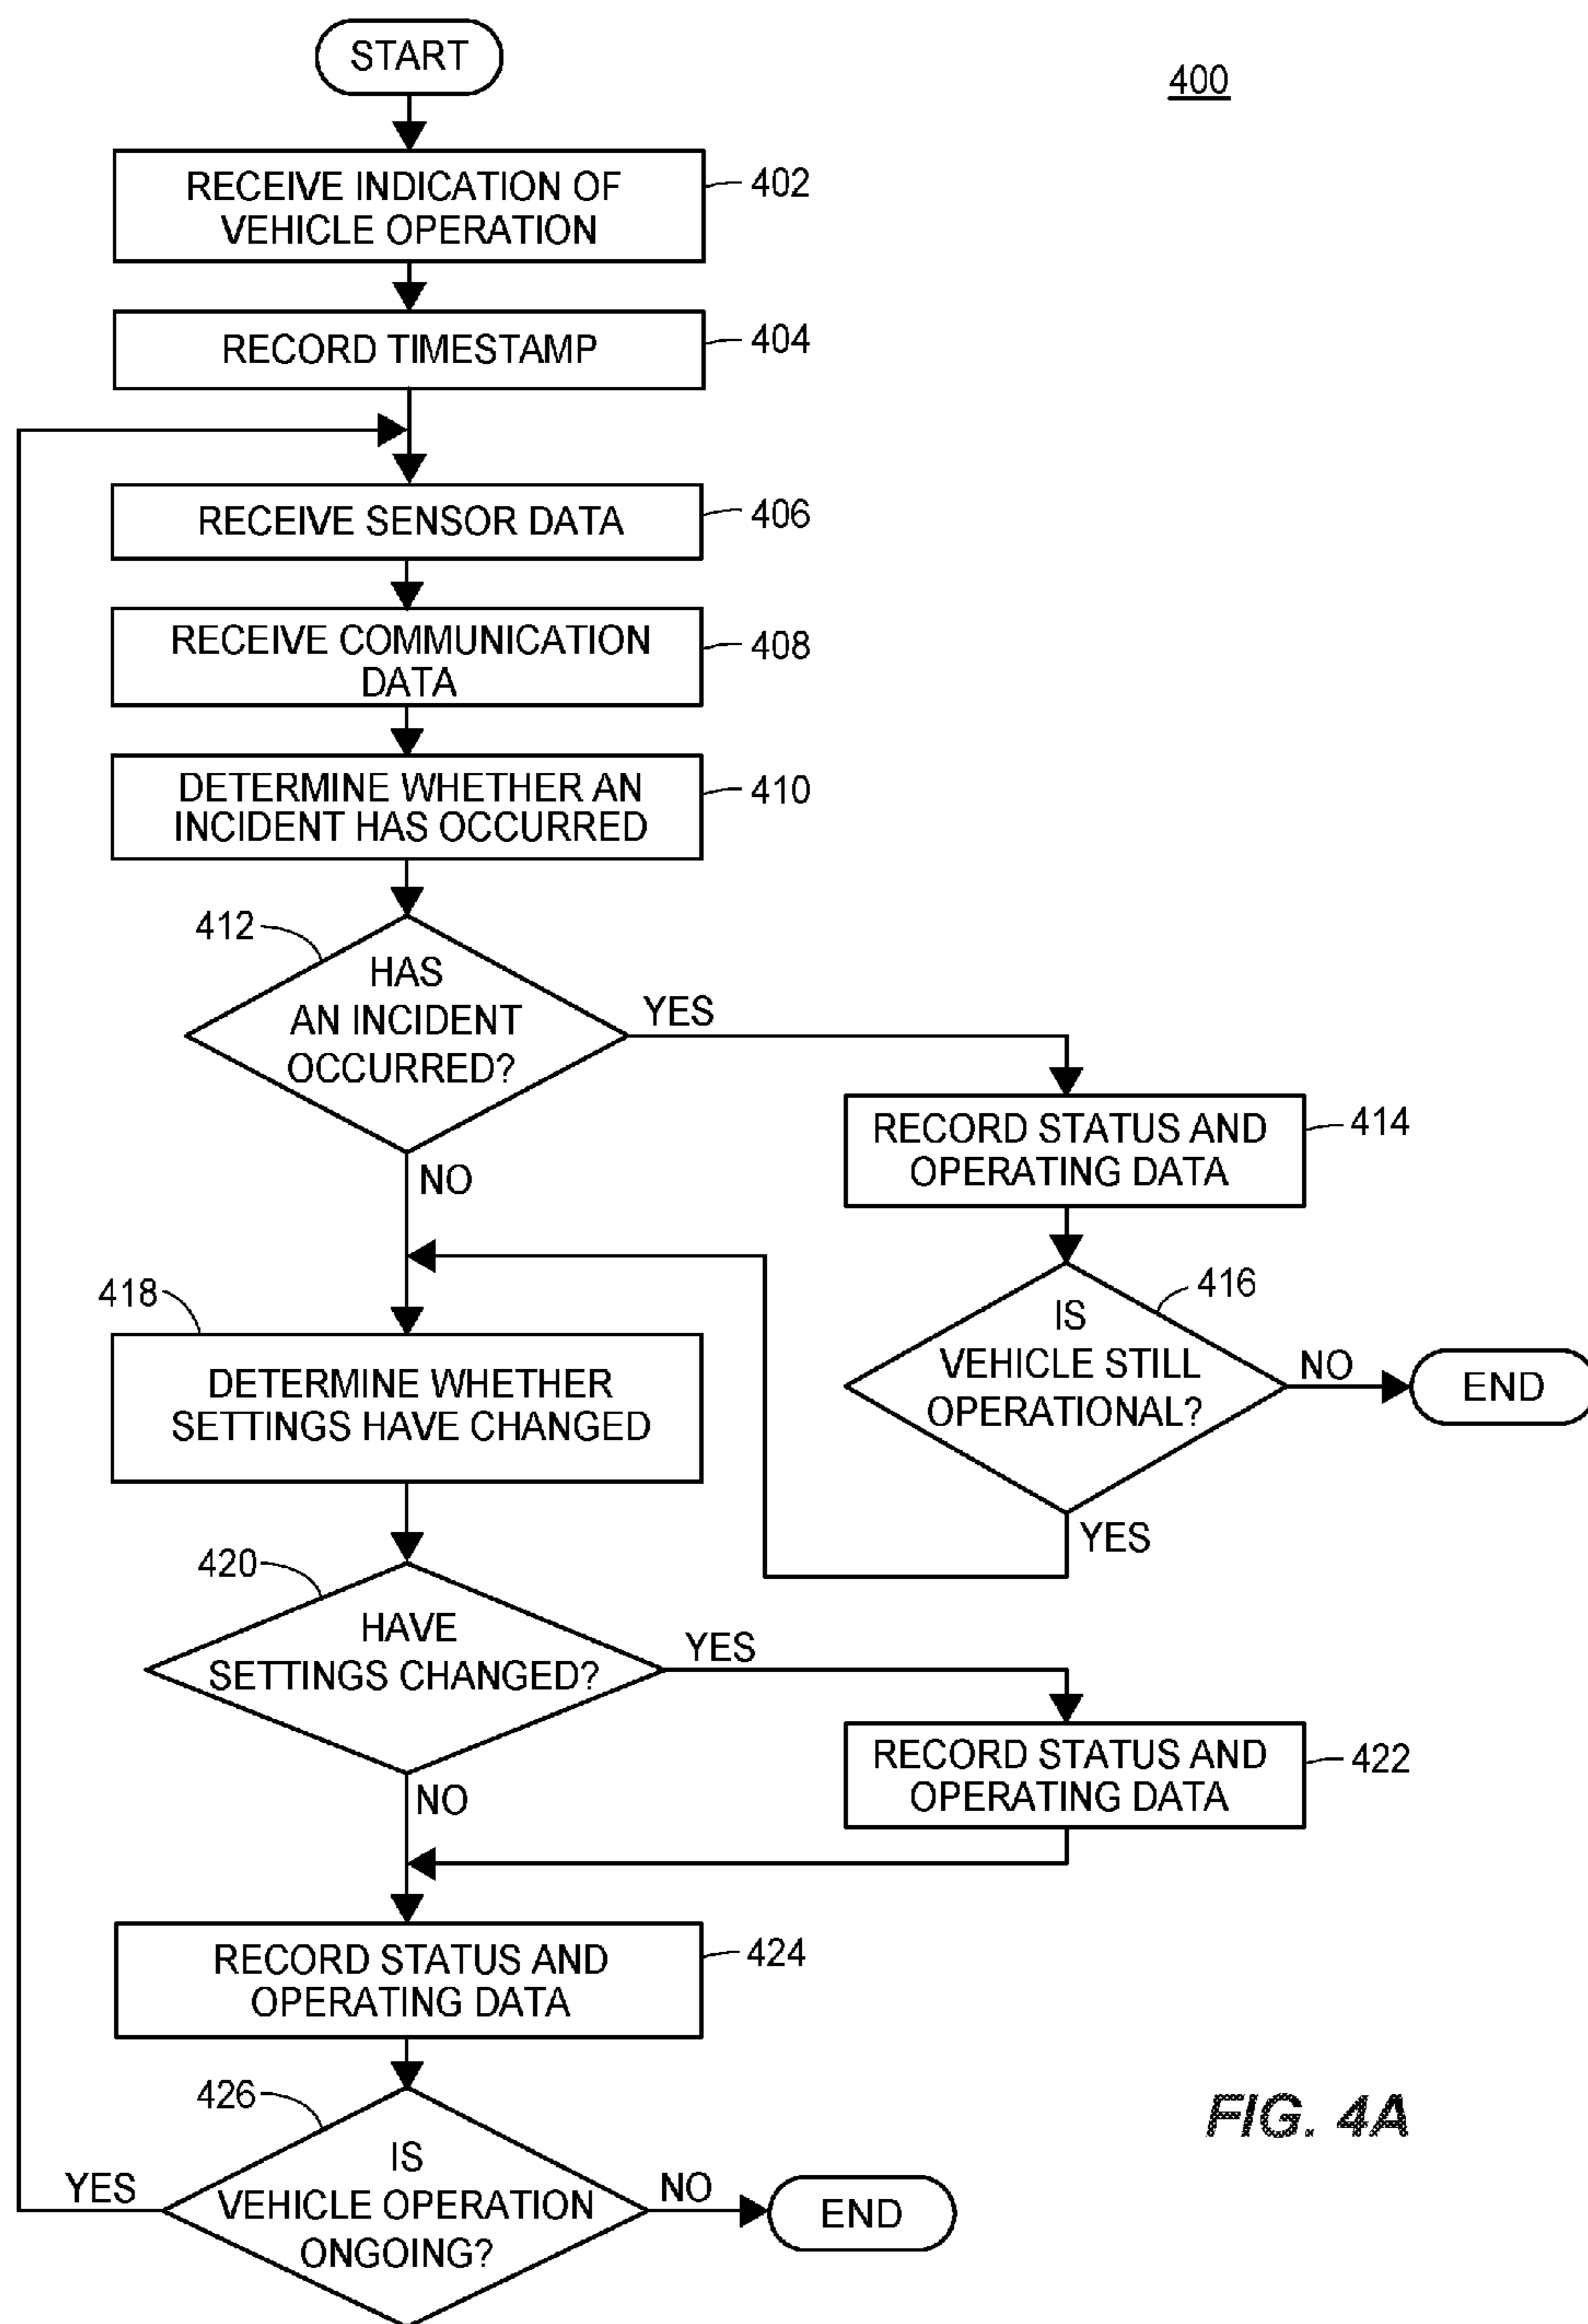 START
400
RECEIVE INDICATION OF
VEHICLE OPERATION
402
RECORD TIMESTAMP
404
RECEIVE SENSOR DATA
406
RECEIVE COMMUNICATION
DATA
408
DETERMINE WHETHER AN
INCIDENT HAS OCCURRED
410
412
HAS
AN INCIDENT
OCCURRED?
YES
NO
RECORD STATUS AND
OPERATING DATA
414
416
IS
VEHICLE STILL
OPERATIONAL?
NO
END
YES
418
DETERMINE WHETHER
SETTINGS HAVE CHANGED
420
HAVE
SETTINGS CHANGED?
YES
NO
RECORD STATUS AND
OPERATING DATA
422
RECORD STATUS AND
OPERATING DATA
424
426
IS
VEHICLE OPERATION
ONGOING?
YES
NO
END
FIG. 4A